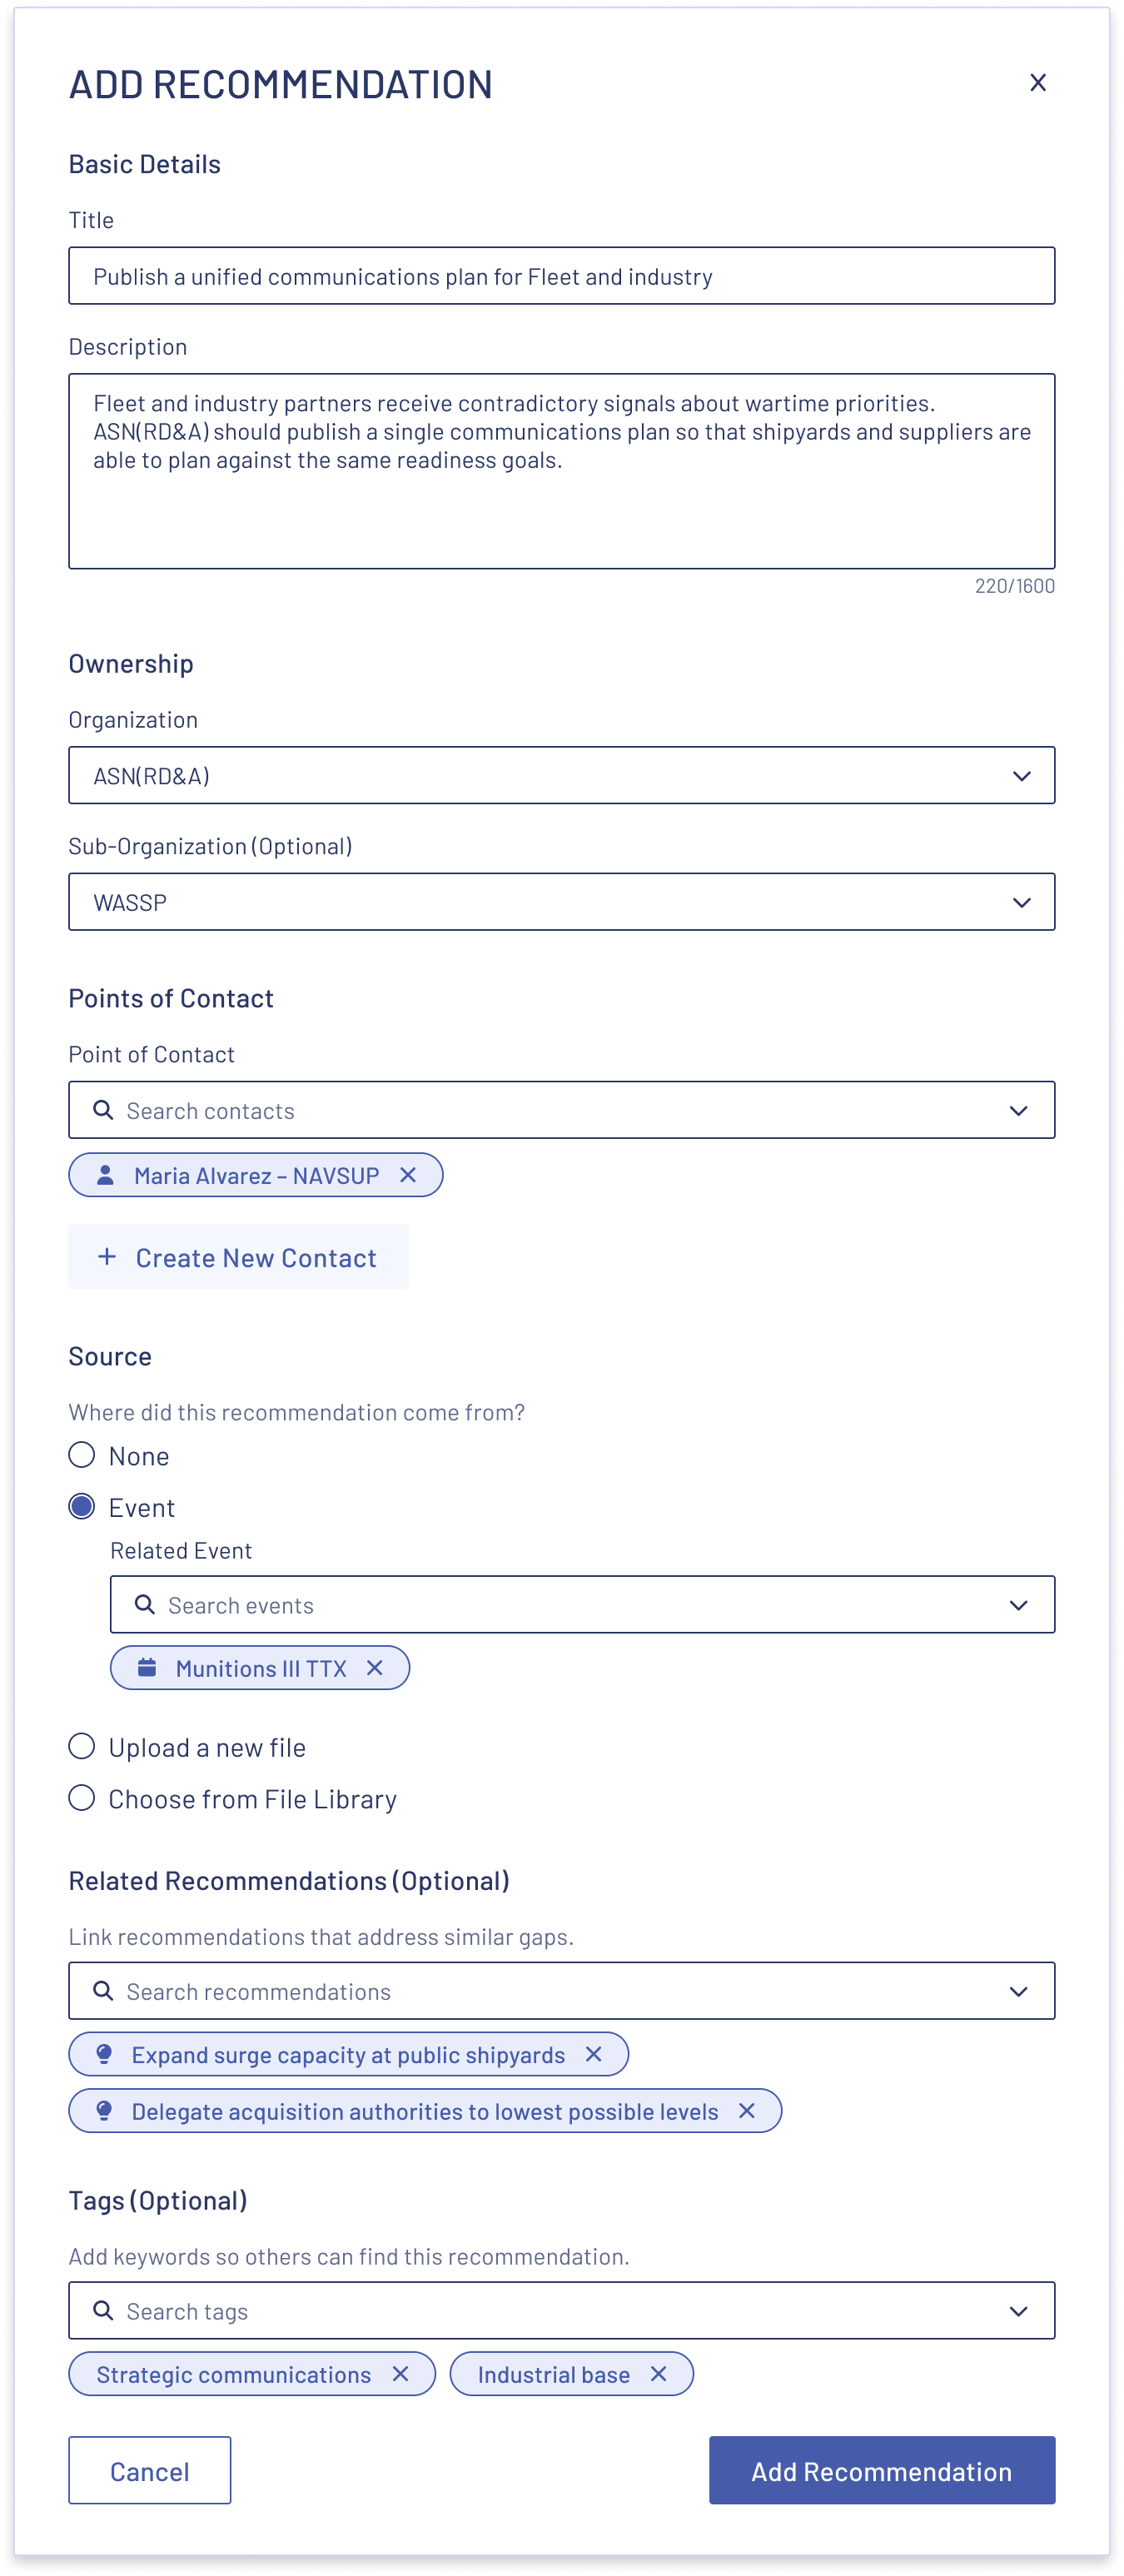 ADD RECOMMENDATION
X
Basic Details
Title
Publish a unified communications plan for Fleet and industry
Description
Fleet and industry partners receive contradictory signals about wartime priorities.
ASN(RD&A) should publish a single communications plan so that shipyards and suppliers are
able to plan against the same readiness goals.
220/1600
Ownership
Organization
ASN(RD&A)
Sub-Organization (Optional)
WASSP
Points of Contact
Point of Contact
Search contacts
Maria Alvarez – NAVSUP
+ Create New Contact
Source
Where did this recommendation come from?
None
Event
Related Event
Search events
Munitions III TTX
Upload a new file
Choose from File Library
Related Recommendations (Optional)
Link recommendations that address similar gaps.
Search recommendations
Expand surge capacity at public shipyards
Delegate acquisition authorities to lowest possible levels
Tags (Optional)
Add keywords so others can find this recommendation.
Search tags
Strategic communications Industrial base
Cancel Add Recommendation